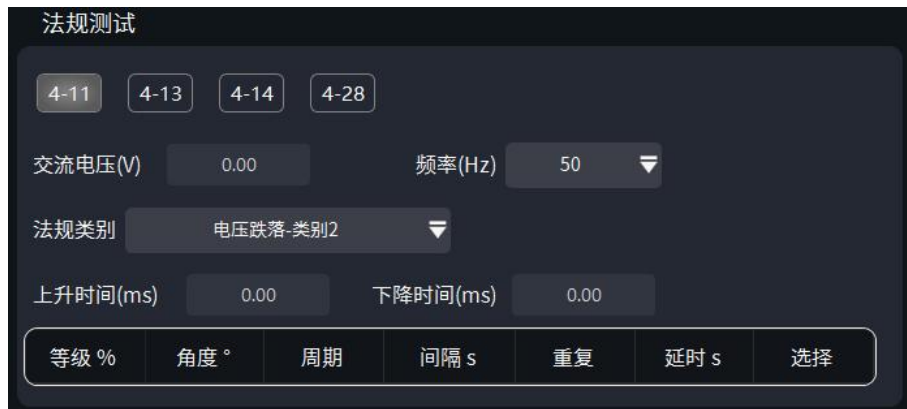 法规测试
4-11 4-13 4-14 4-28
交流电压(V) 0.00 频率(Hz) 50
法规类别 电压跌落-类别2
上升时间(ms) 0.00 下降时间(ms) 0.00
等级 % 角度 ° 周期 间隔 s 重复 延时 s 选择